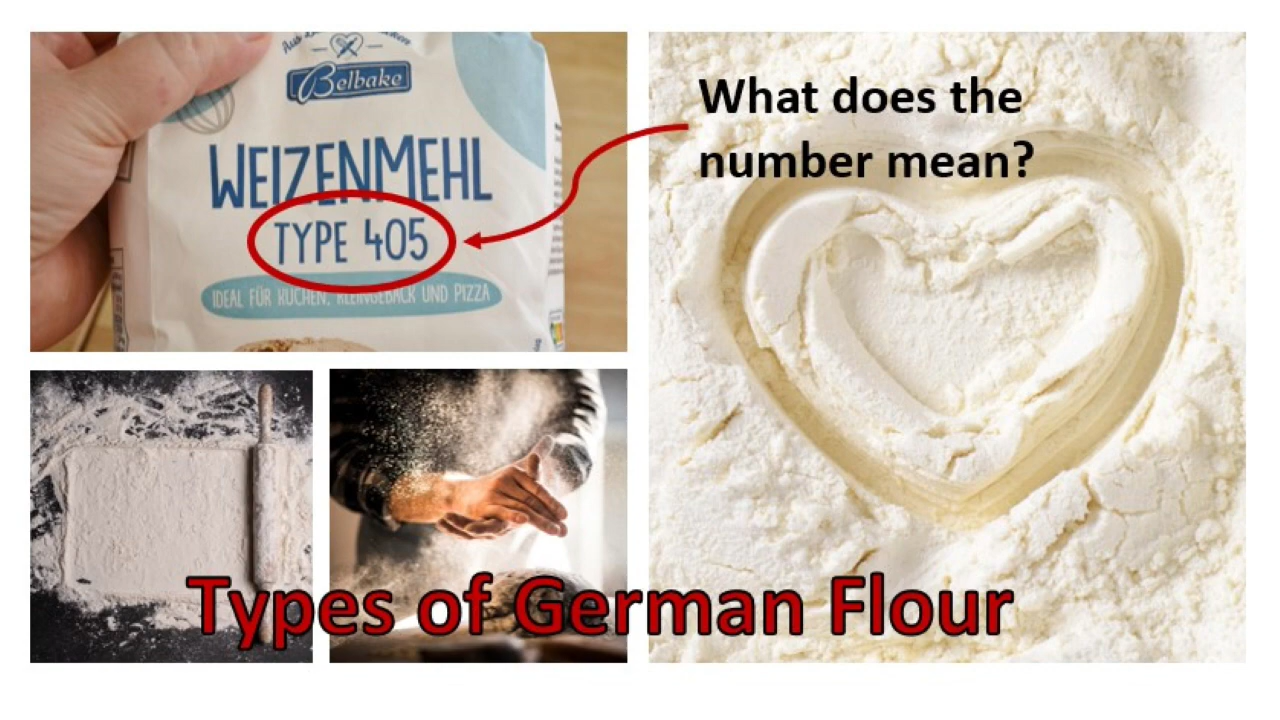 Belbake
WEIZENMEHL
TYPE 405
IDEAL FÜR KUCHEN, KLEINGEBÄCK UND PIZZA
What does the
number mean?
Types of German Flour